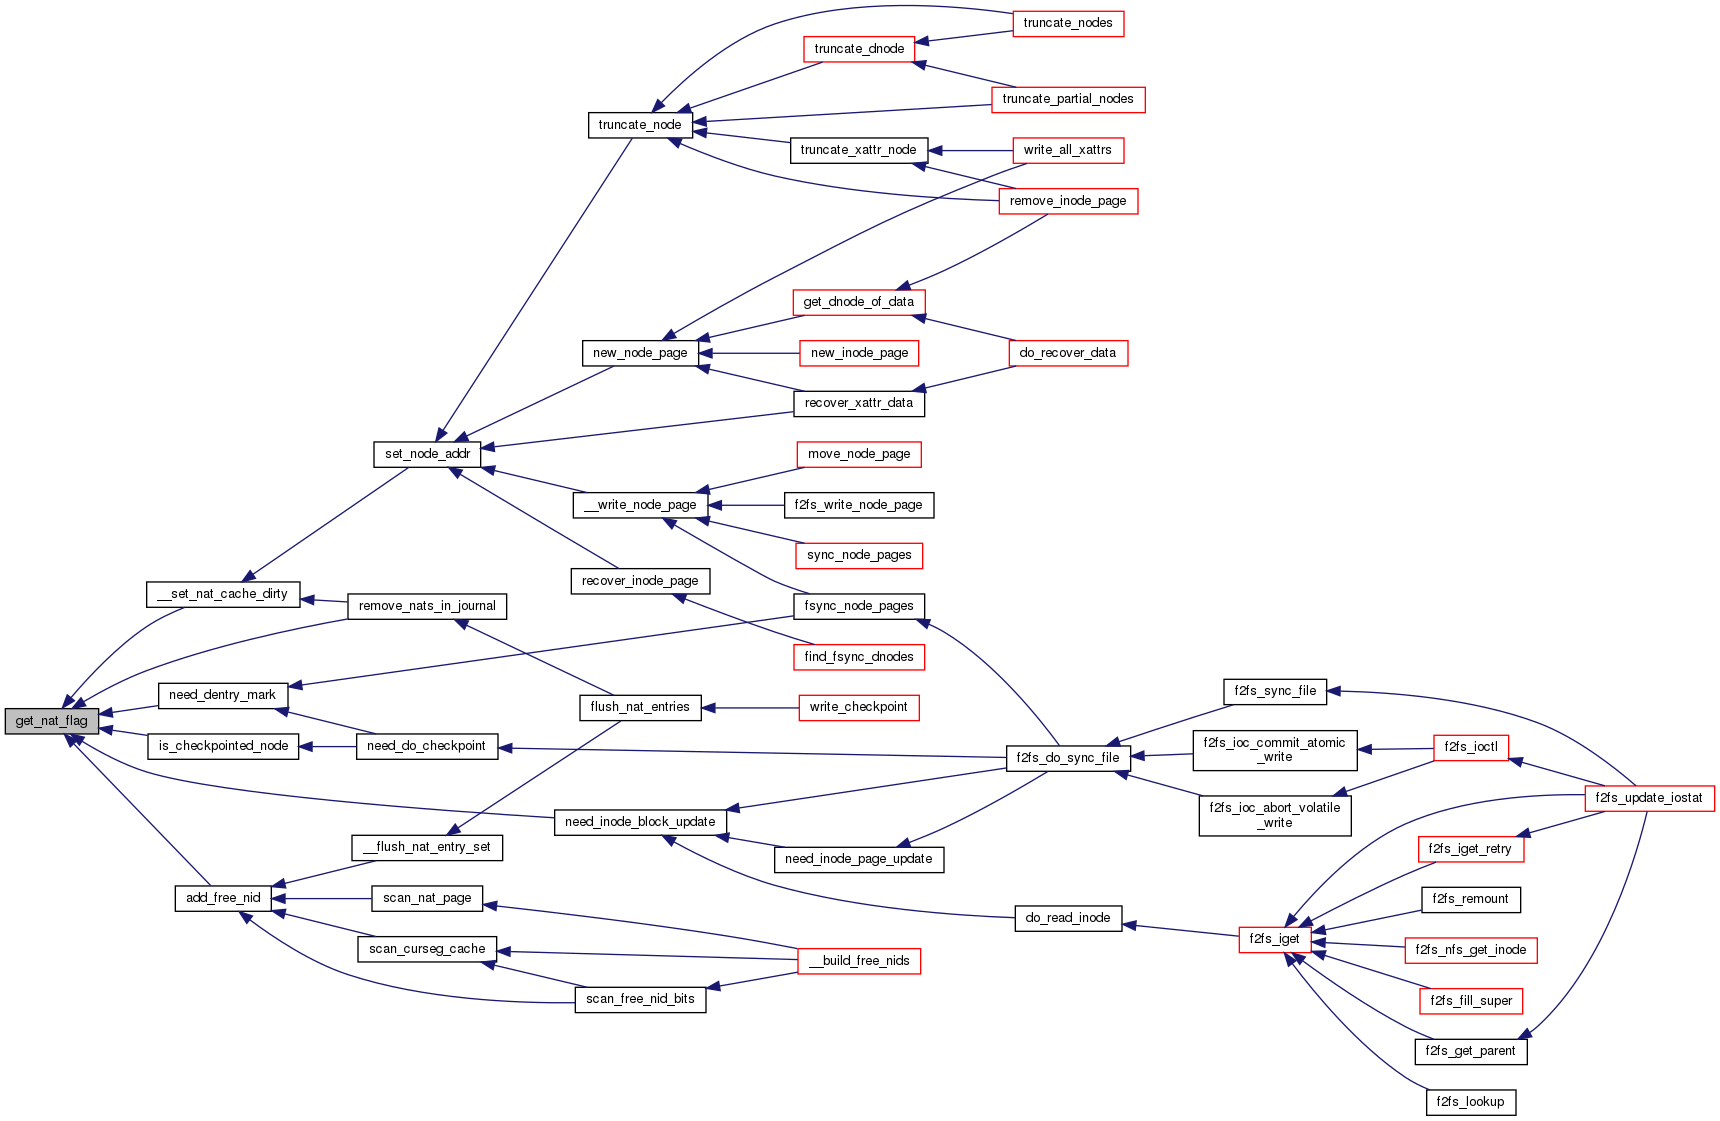 truncate_nodes
truncate_dnode
truncate_partial_nodes
truncate_node
truncate_xattr_node
write_all_xattrs
remove_inode_page
get_dnode_of_data
new_node_page
new_inode_page
do_recover_data
recover_xattr_data
set_node_addr
move_node_page
__write_node_page
f2fs_write_node_page
sync_node_pages
recover_inode_page
__set_nat_cache_dirty
remove_nats_in_journal
fsync_node_pages
find_fsync_dnodes
need_dentry_mark
f2fs_sync_file
get_nat_flag
flush_nat_entries
write_checkpoint
is_checkpointed_node
need_do_checkpoint
f2fs_do_sync_file
f2fs_ioc_commit_atomic
_write
f2fs_ioctl
f2fs_update_iostat
f2fs_ioc_abort_volatile
_write
need_inode_block_update
__flush_nat_entry_set
need_inode_page_update
f2fs_iget_retry
add_free_nid
scan_nat_page
f2fs_remount
do_read_inode
f2fs_iget
scan_curseg_cache
f2fs_nfs_get_inode
__build_free_nids
scan_free_nid_bits
f2fs_fill_super
f2fs_get_parent
f2fs_lookup